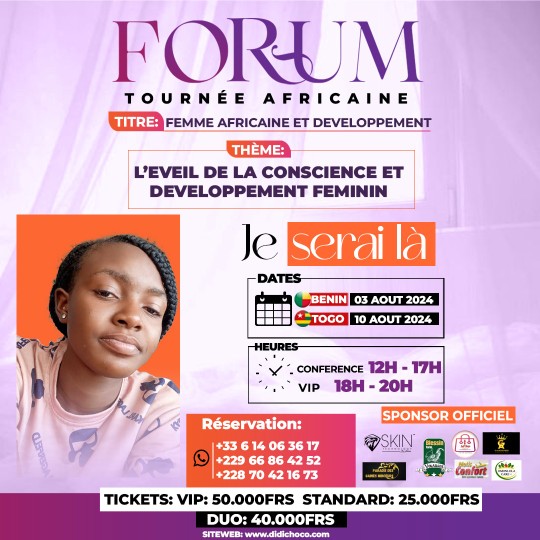 FORUM
TOURNÉE AFRICAINE
TITRE: FEMME AFRICAINE ET DEVELOPPEMENT
THÈME:
L'EVEIL DE LA CONSCIENCE ET
DEVELOPPEMENT FEMININ
Je serai là
DATES
BENIN 03 AOUT 2024
TOGO 10 AOUT 2024
HEURES
CONFERENCE 12H - 17H
VIP 18H - 20H
SPONSOR OFFICIEL
SKIN
Réservation:
+33 6 14 06 36 17
+229 66 86 42 52
+228 70 42 16 73
Confort
TICKETS: VIP: 50.000FRS STANDARD: 25.000FRS
DUO: 40.000FRS
SITEWEB: www.didichoco.com